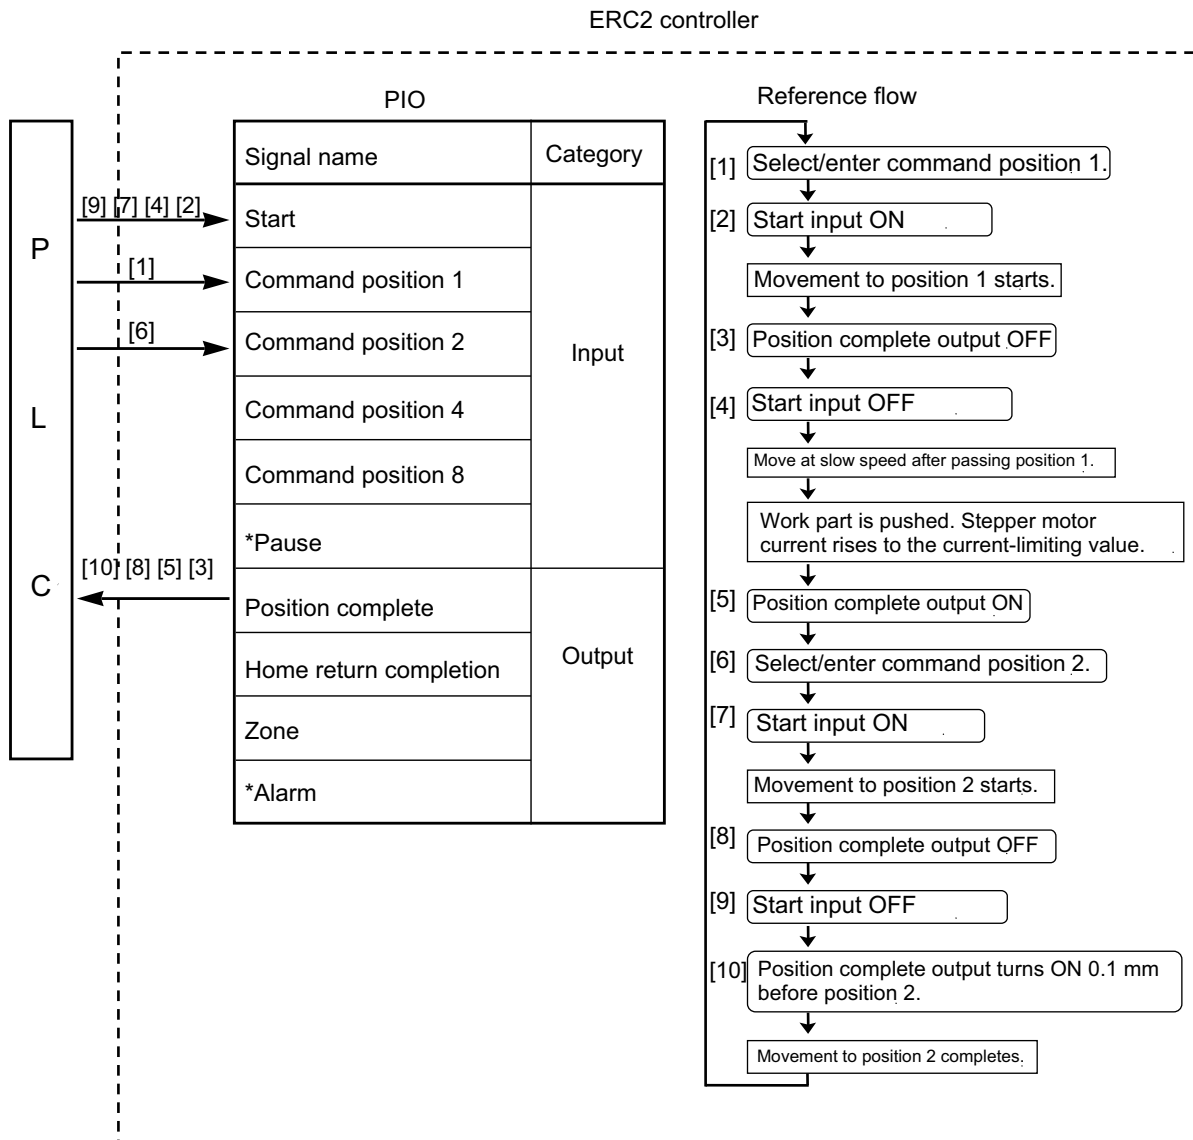 ERC2 controller
PIO
Reference flow
P
L
C
[9] [7] [4] [2]
[1]
[6]
[10] [8] [5] [3]
Signal name
Category
Start
Command position 1
Command position 2
Command position 4
Command position 8
*Pause
Input
Position complete
Home return completion
Zone
*Alarm
Output
[1] Select/enter command position 1.
[2] Start input ON
Movement to position 1 starts.
[3] Position complete output OFF
[4] Start input OFF
Move at slow speed after passing position 1.
Work part is pushed. Stepper motor
current rises to the current-limiting value.
[5] Position complete output ON
[6] Select/enter command position 2.
[7] Start input ON
Movement to position 2 starts.
[8] Position complete output OFF
[9] Start input OFF
[10] Position complete output turns ON 0.1 mm
before position 2.
Movement to position 2 completes.